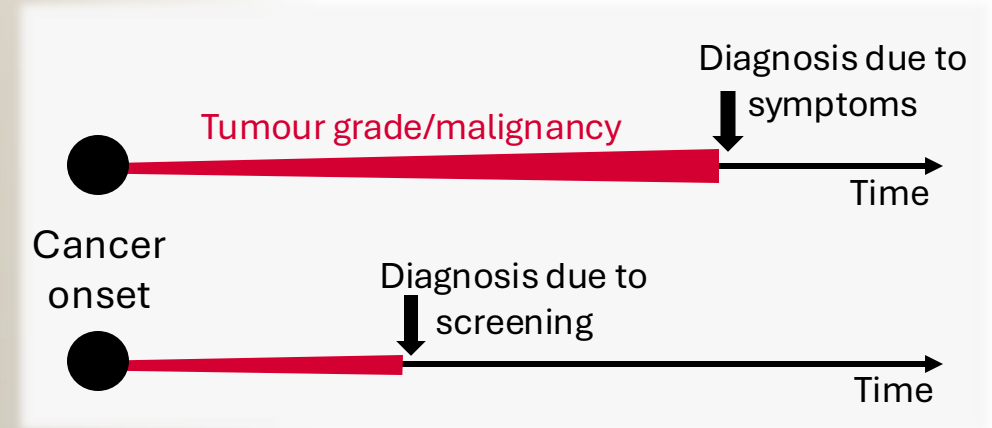 Diagnosis due to
symptoms
Tumour grade/malignancy
Time
Cancer
onset
Diagnosis due to
screening
Time